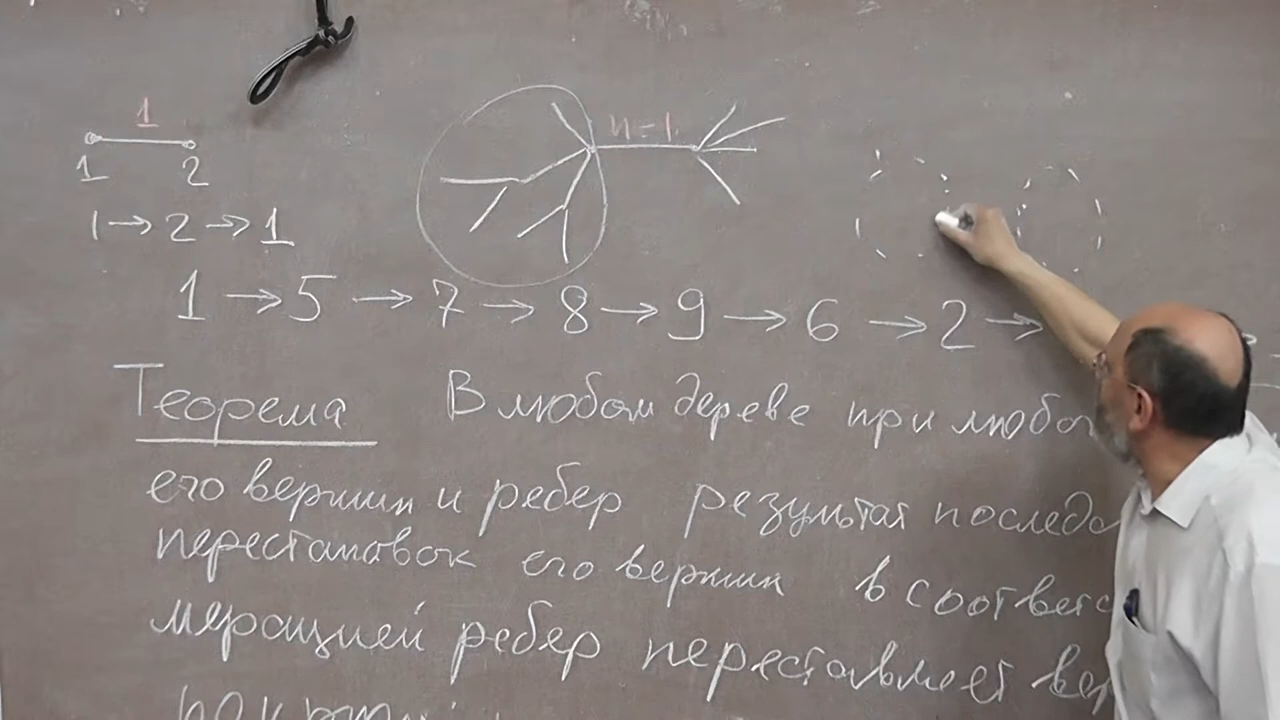 1
n=1
1 2
1→2→1
1→5→7→8→9→6→2→
Теорема В любом дереве при любо
его вершин и ребер результат последо
перестановок его вершин в соответс
мерацией ребер переставляет вер